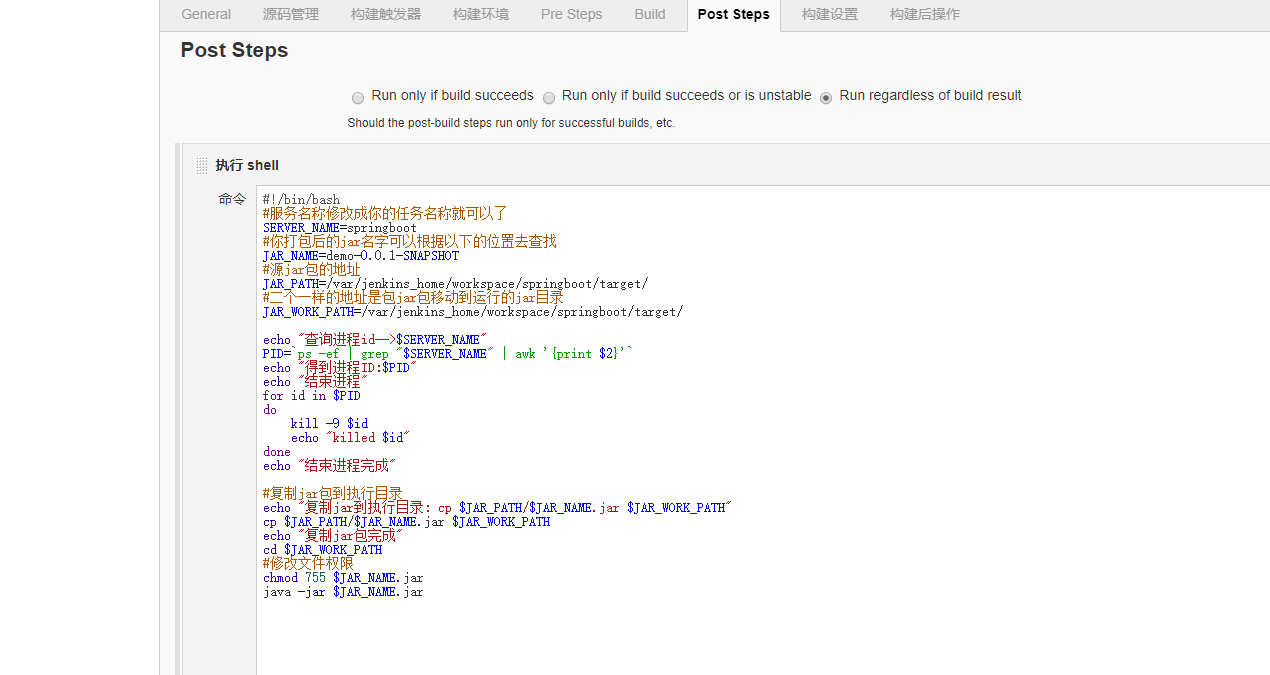 General 源码管理 构建触发器 构建环境 Pre Steps Build Post Steps 构建设置 构建后操作
Post Steps
Run only if build succeeds Run only if build succeeds or is unstable Run regardless of build result
Should the post-build steps run only for successful builds, etc.
执行 shell
命令
#!/bin/bash
#服务名称修改成你的任务名称就可以了
SERVER_NAME=springboot
#你打包后的jar名字可以根据以下的位置去查找
JAR_NAME=demo-0.0.1-SNAPSHOT
#源jar包的地址
JAR_PATH=/var/jenkins_home/workspace/springboot/target/
#二个一样的地址是包jar包移动到运行的jar目录
JAR_WORK_PATH=/var/jenkins_home/workspace/springboot/target/
echo "查询进程id-->$SERVER_NAME"
PID=`ps -ef | grep "$SERVER_NAME" | awk '{print $2}'`
echo "得到进程ID:$PID"
echo "结束进程"
for id in $PID
do
kill -9 $id
echo "killed $id"
done
echo "结束进程完成"
#复制jar包到执行目录
echo "复制jar到执行目录: cp $JAR_PATH/$JAR_NAME.jar $JAR_WORK_PATH"
cp $JAR_PATH/$JAR_NAME.jar $JAR_WORK_PATH
echo "复制jar包完成"
cd $JAR_WORK_PATH
#修改文件权限
chmod 755 $JAR_NAME.jar
java -jar $JAR_NAME.jar